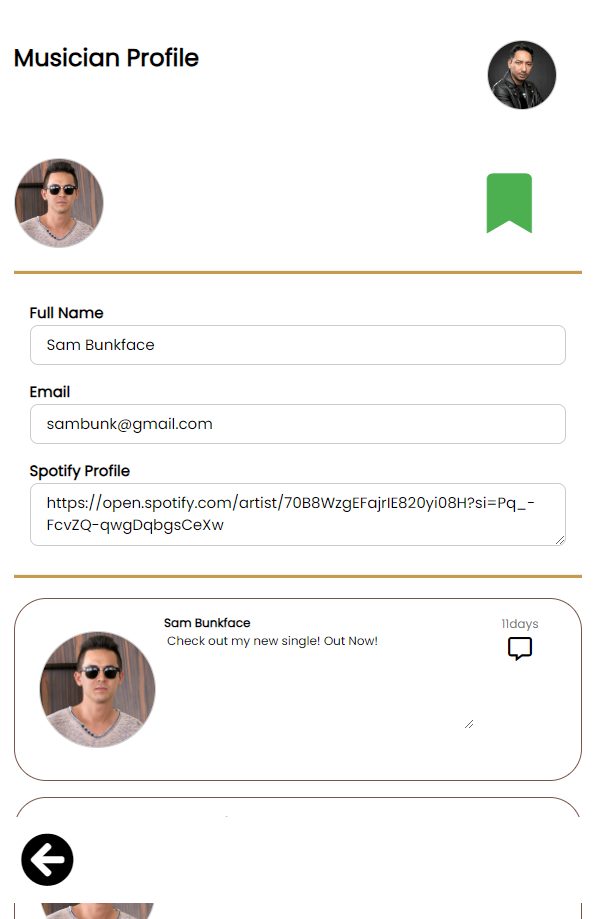 Musician Profile
Full Name
Sam Bunkface
Email
sambunk@gmail.com
Spotify Profile
https://open.spotify.com/artist/70B8WzgEFajrIE820yi08H?si=Pq_-
FcvZQ-qwgDqbgsCeXw
Sam Bunkface
11days
Check out my new single! Out Now!